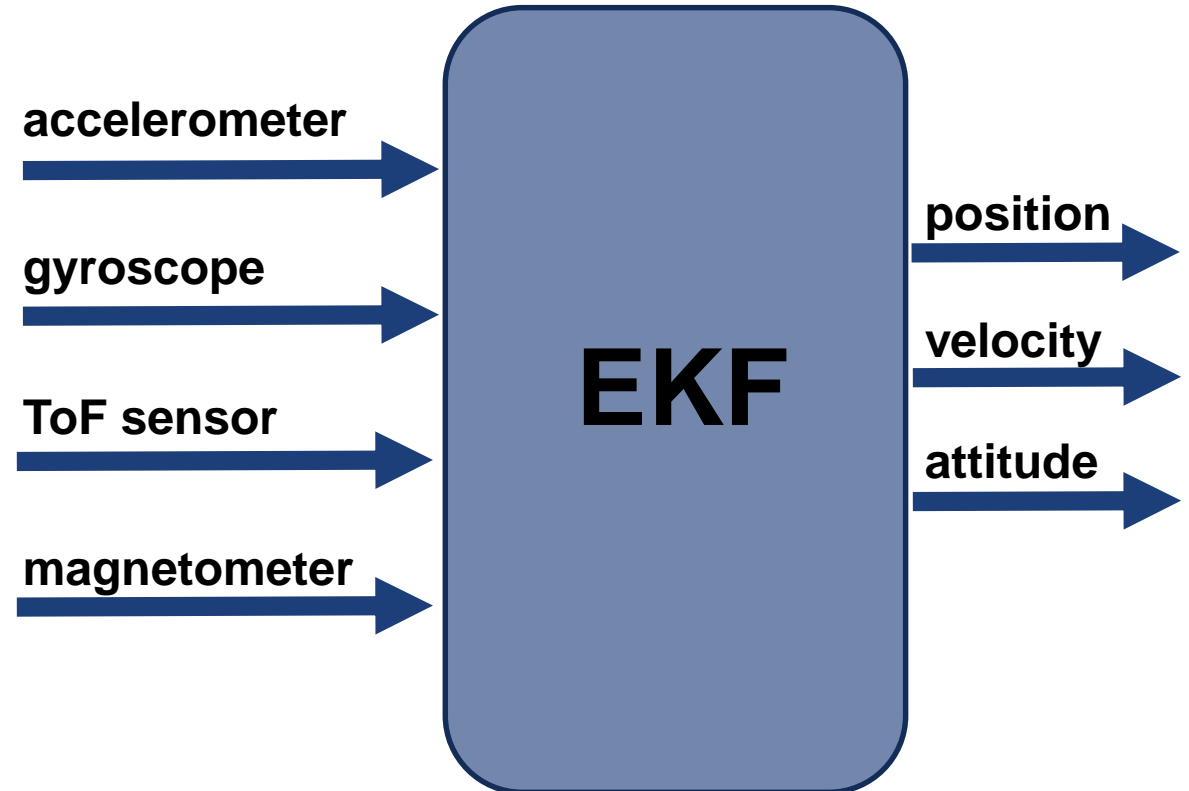 accelerometer
gyroscope
ToF sensor
magnetometer
EKF
position
velocity
attitude